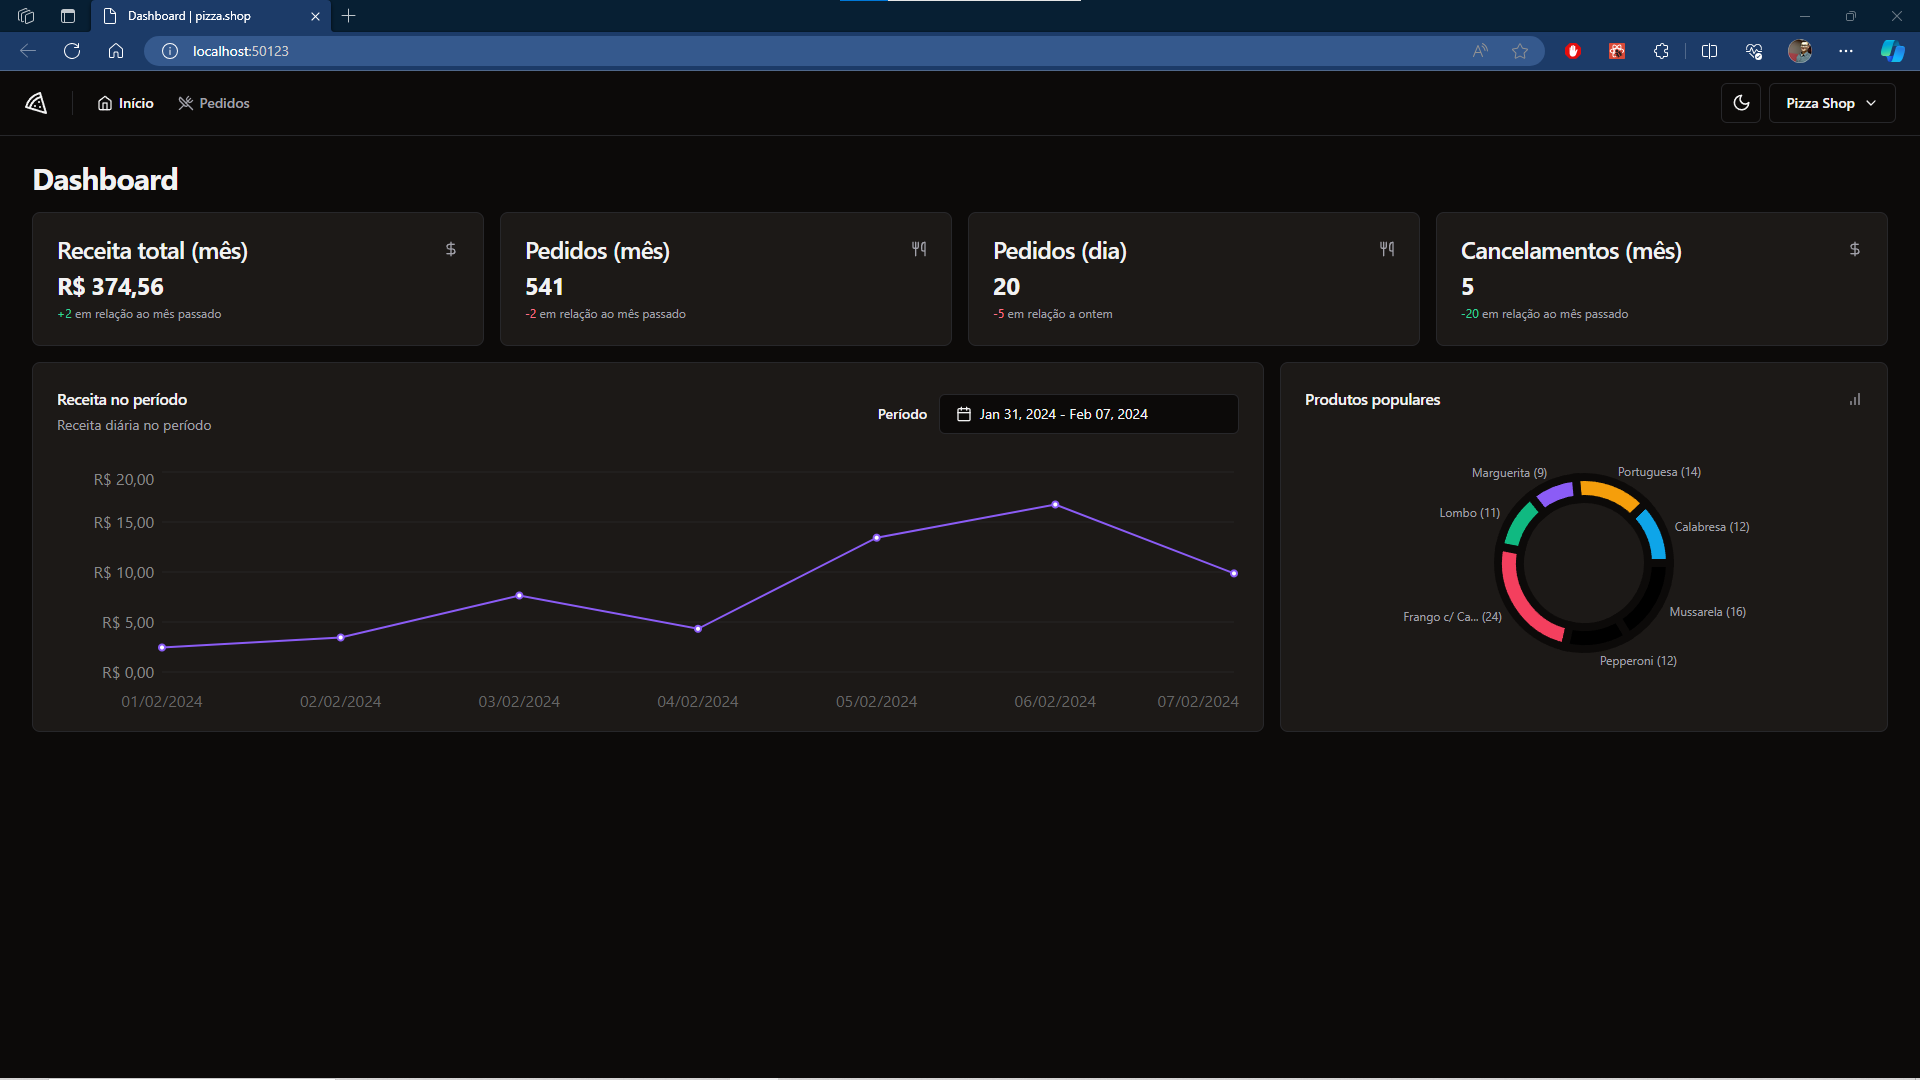 Dashboard | pizza.shop
localhost:50123
Início
Pedidos
Pizza Shop
Dashboard
Receita total (mês)
R$ 374,56
+2 em relação ao mês passado
Pedidos (mês)
541
-2 em relação ao mês passado
Pedidos (dia)
20
-5 em relação a ontem
Cancelamentos (mês)
5
-20 em relação ao mês passado
Receita no período
Receita diária no período
Período
Jan 31, 2024 - Feb 07, 2024
R$ 20,00
R$ 15,00
R$ 10,00
R$ 5,00
R$ 0,00
01/02/2024
02/02/2024
03/02/2024
04/02/2024
05/02/2024
06/02/2024
07/02/2024
Produtos populares
Marguerita (9)
Portuguesa (14)
Lombo (11)
Calabresa (12)
Frango c/ Ca... (24)
Mussarela (16)
Pepperoni (12)